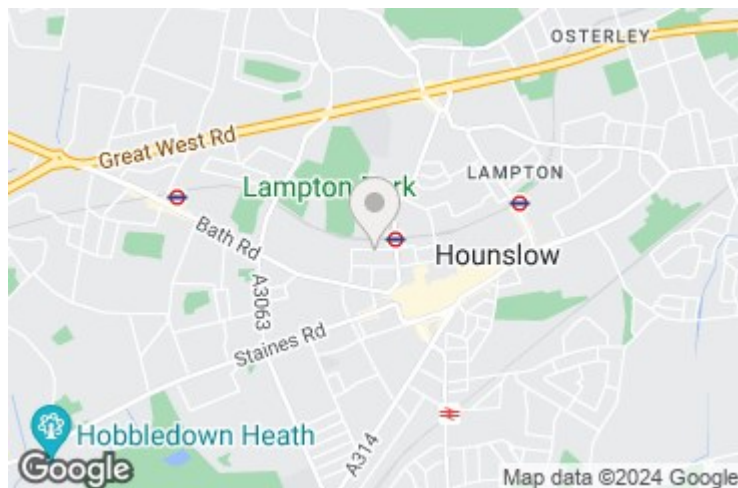 OSTERLEY
Great West Rd
Lampton Park
LAMPTON
Bath Rd
Hounslow
A3063
Staines Rd
A314
Hobbledown Heath
Google
Map data ©2024 Google